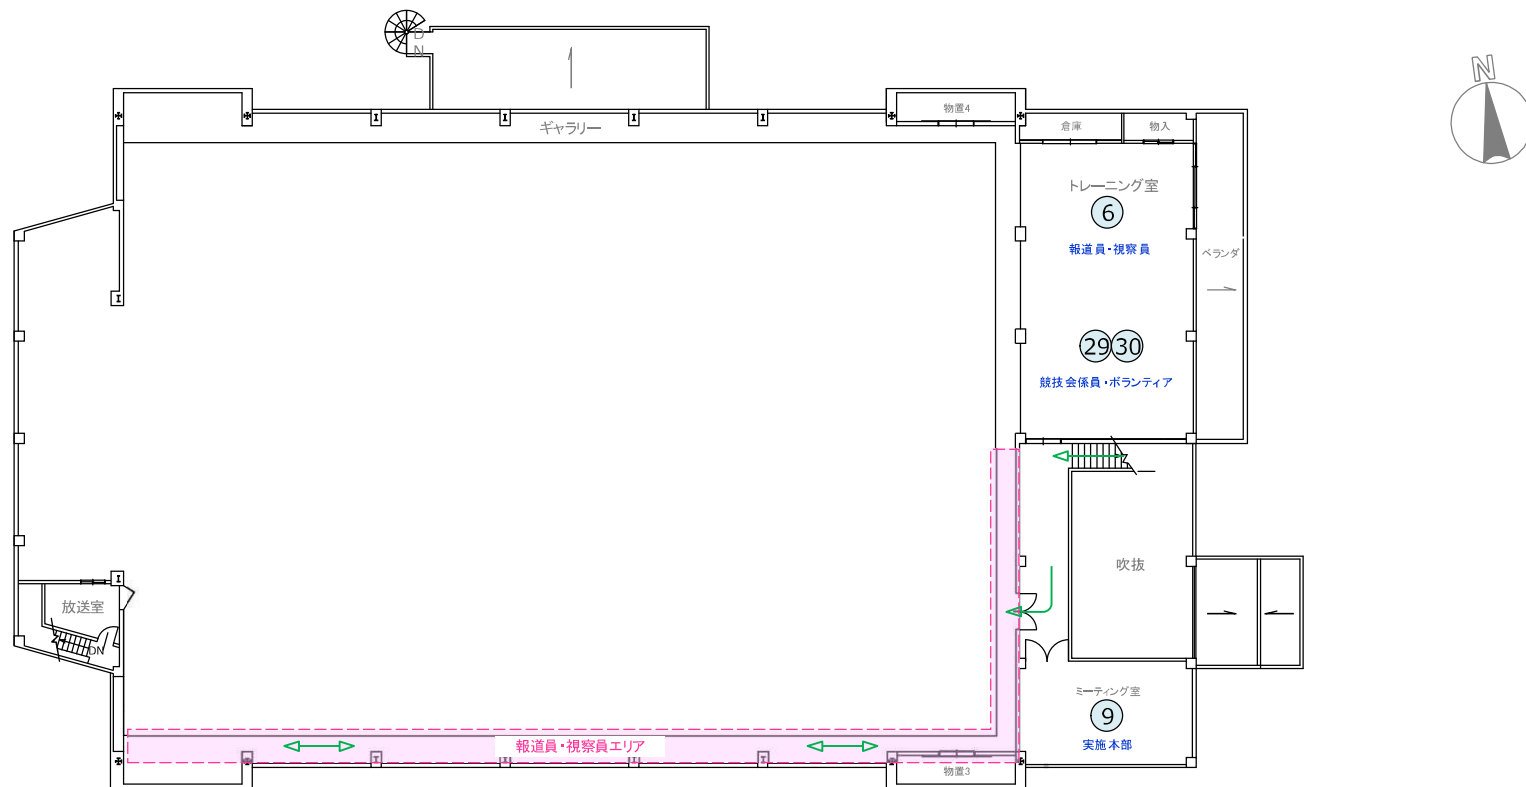 DN
N
物置4
ギャラリー
倉庫
物入
トレーニング室
6
報道員・視察員
ベランダ
29 30
競技会係員・ボランティア
吹抜
放送室
DN
ミーティング室
9
実施本部
報道員・視察員エリア
物置3